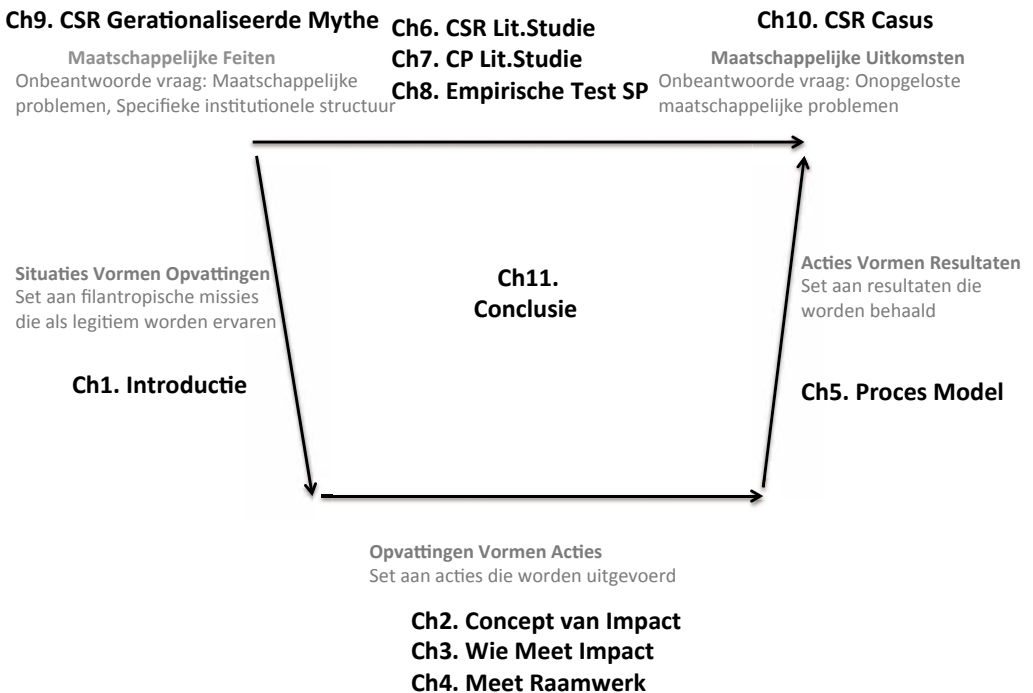 Ch9. CSR Gerationaliseerde Mythe
Maatschappelijke Feiten
Onbeantwoorde vraag: Maatschappelijke
problemen, Specifieke institutionele structuur
Ch6. CSR Lit.Studie
Ch7. CP Lit.Studie
Ch8. Empirische Test SP
Ch10. CSR Casus
Maatschappelijke Uitkomsten
Onbeantwoorde vraag: Onopgeloste
maatschappelijke problemen
Situaties Vormen Opvattingen
Set aan filantropische missies
die als legitiem worden ervaren
Ch1. Introductie
Ch11.
Conclusie
Acties Vormen Resultaten
Set aan resultaten die
worden behaald
Ch5. Proces Model
Opvattingen Vormen Acties
Set aan acties die worden uitgevoerd
Ch2. Concept van Impact
Ch3. Wie Meet Impact
Ch4. Meet Raamwerk